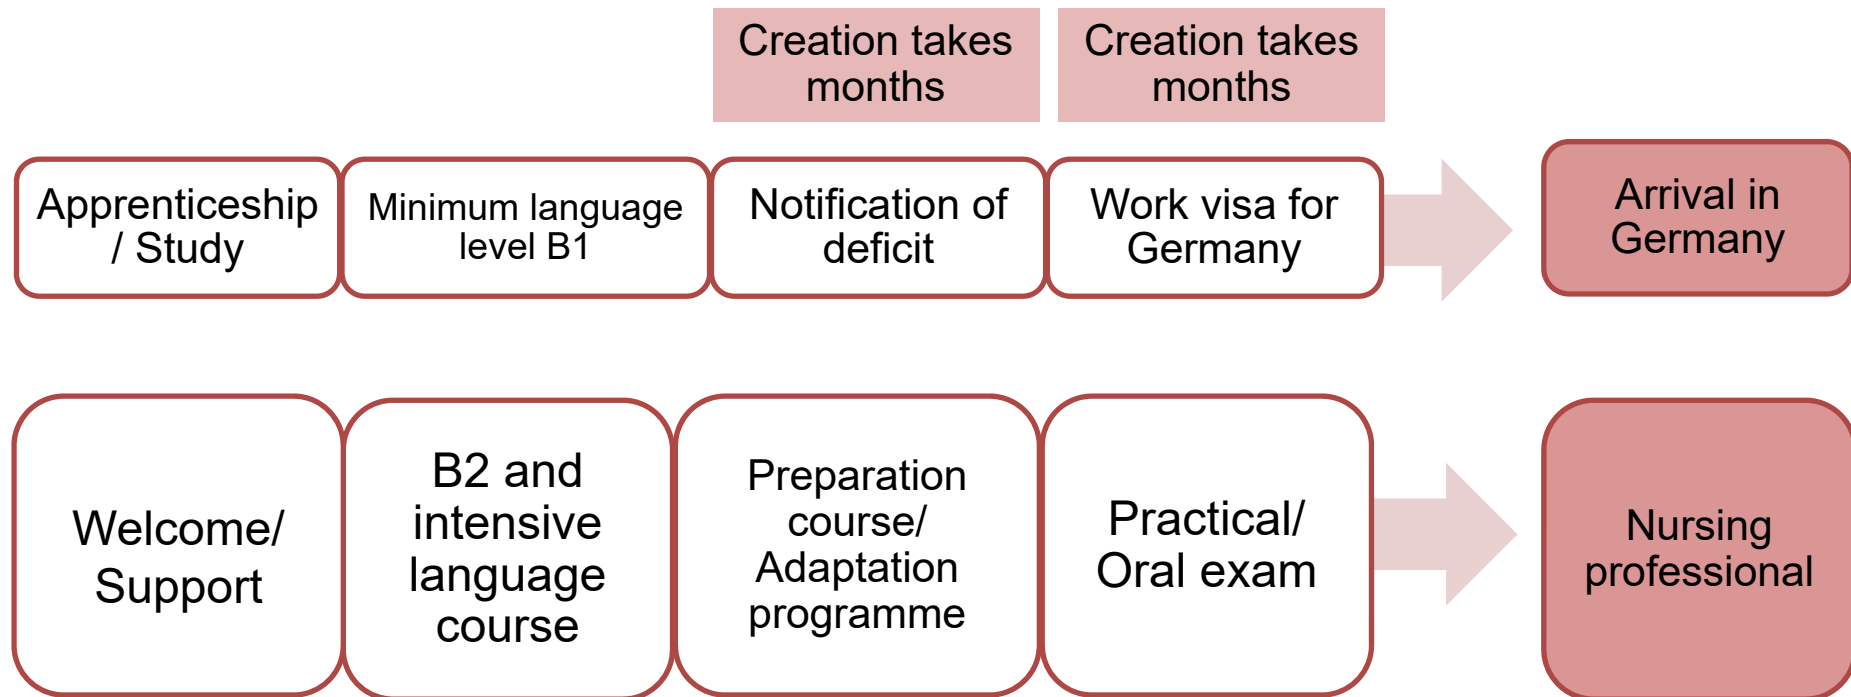 Creation takes
months
Creation takes
months
Apprenticeship
/ Study
Minimum language
level B1
Notification of
deficit
Work visa for
Germany
Arrival in
Germany
Welcome/
Support
B2 and
intensive
language
course
Preparation
course/
Adaptation
programme
Practical/
Oral exam
Nursing
professional